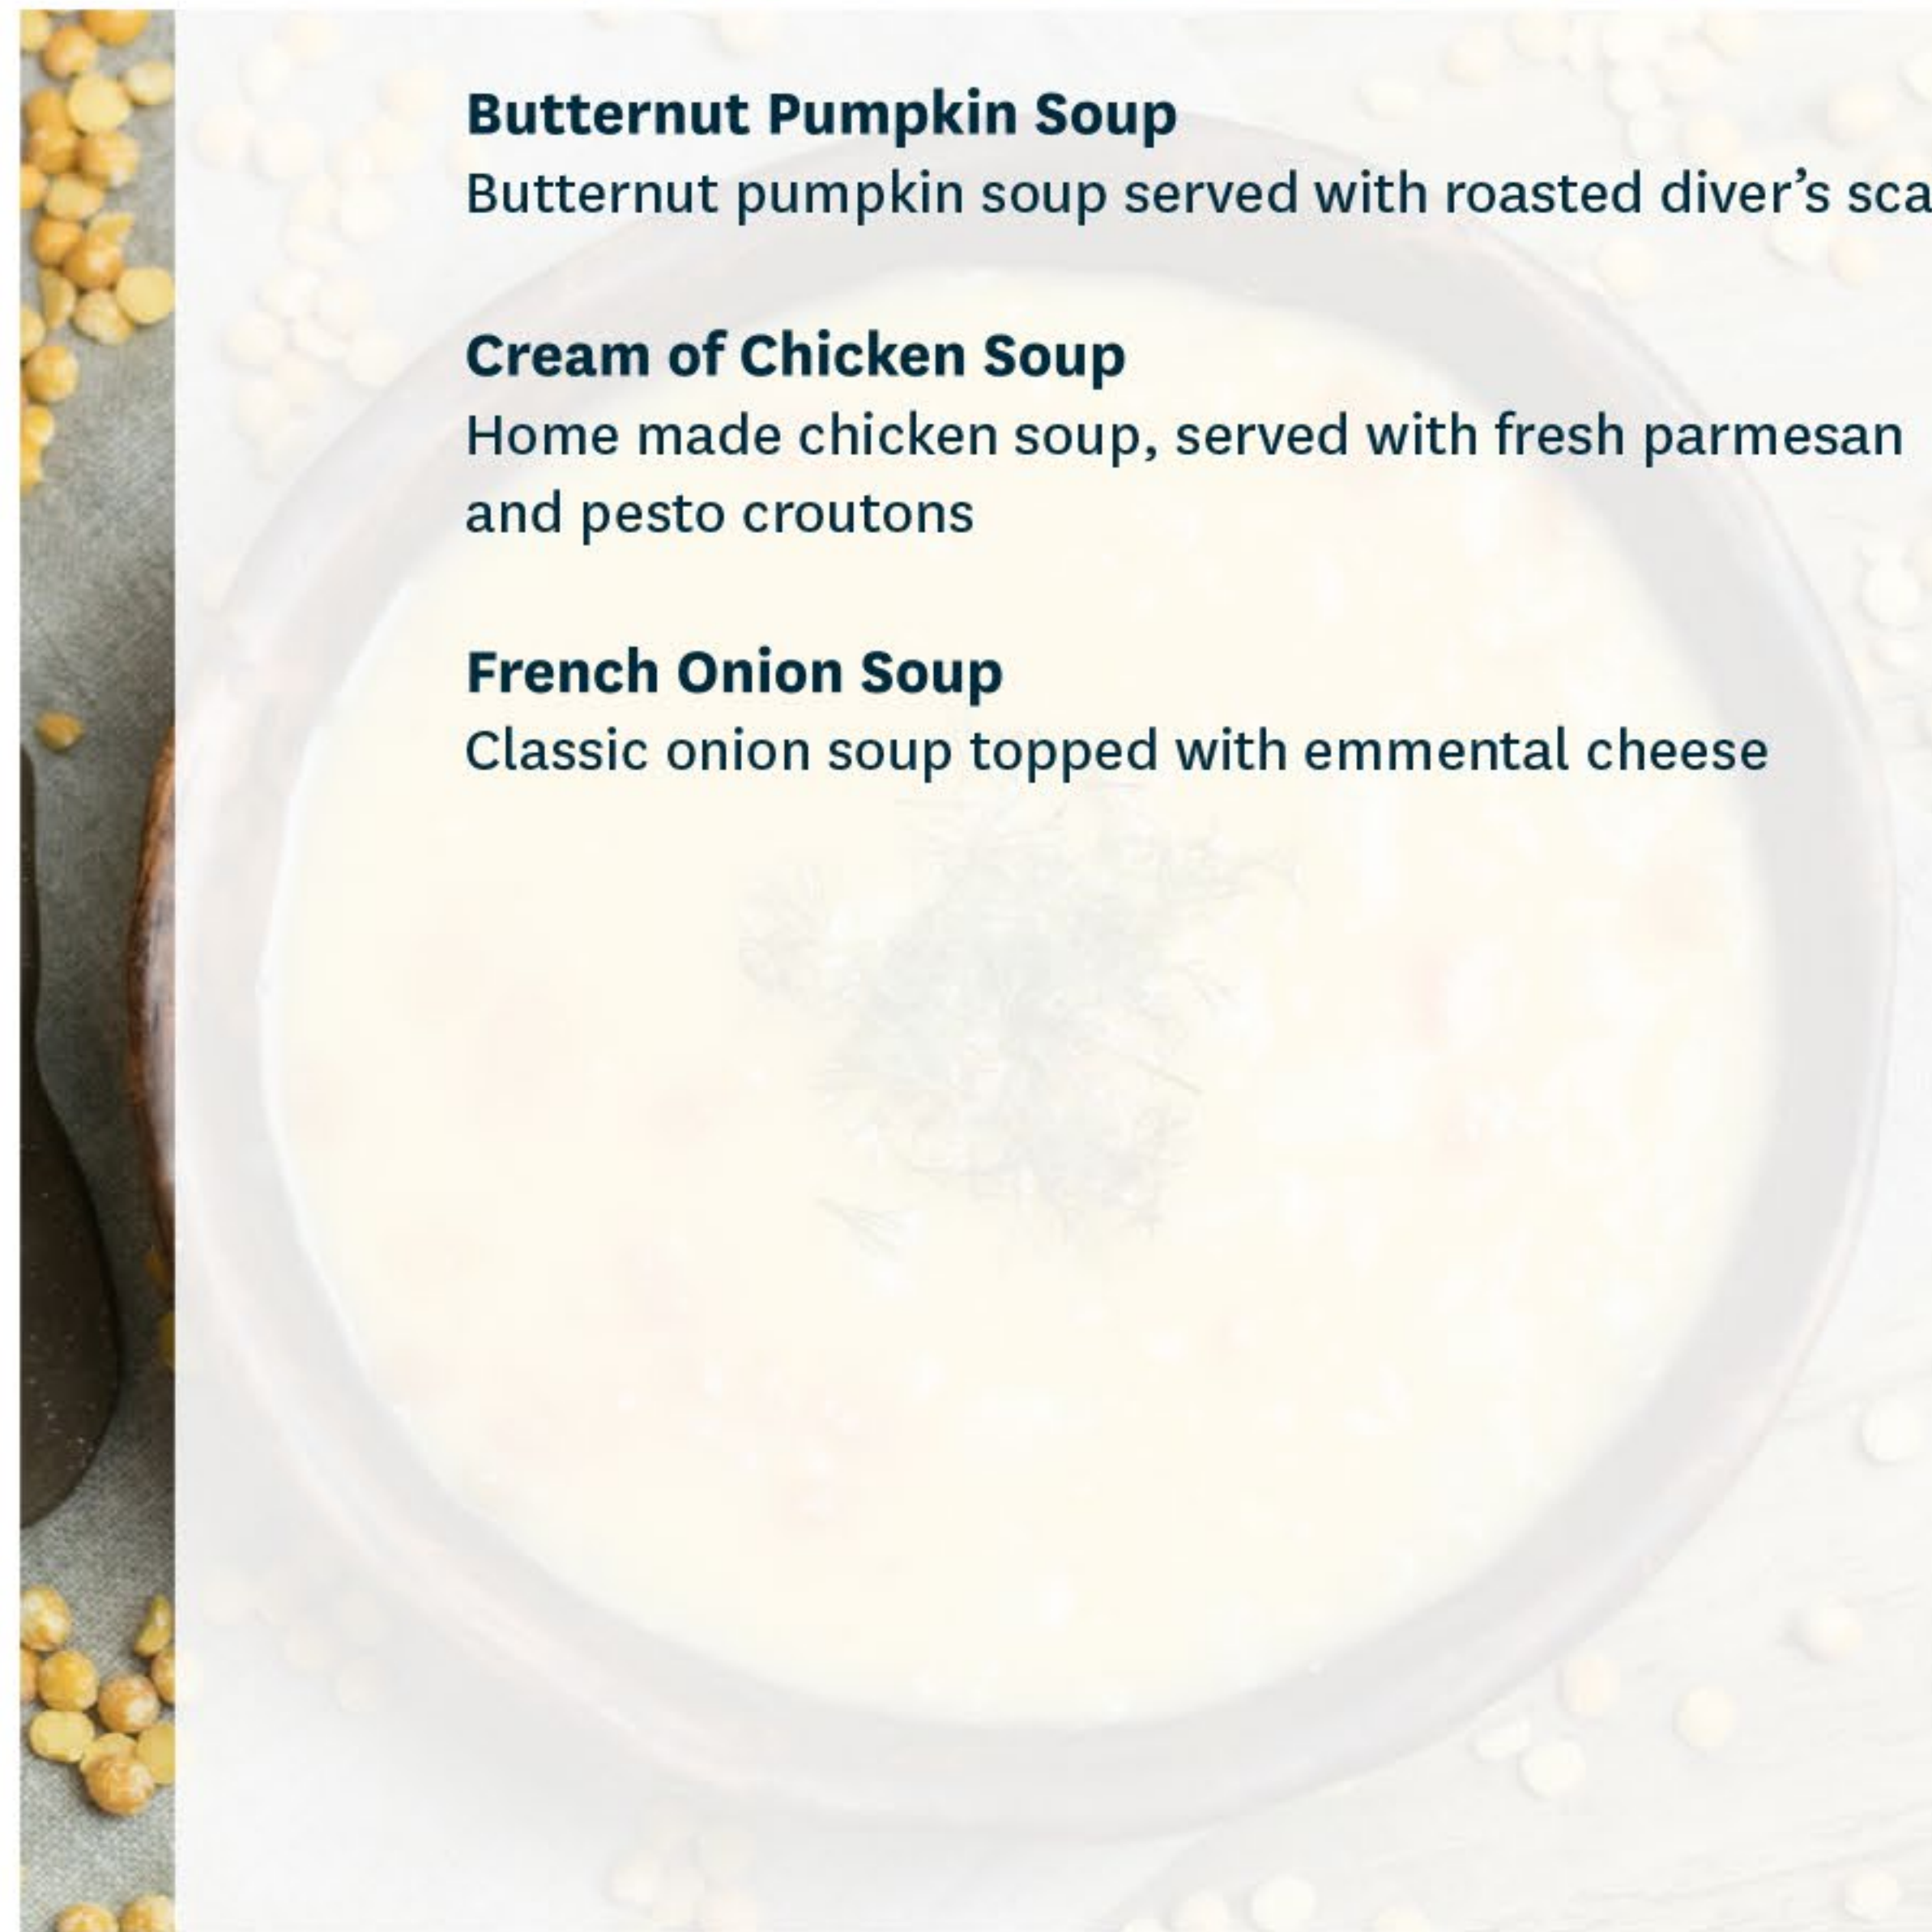 Butternut Pumpkin Soup
Butternut pumpkin soup served with roasted diver’s sca
Cream of Chicken Soup
Home made chicken soup, served with fresh parmesan
and pesto croutons
French Onion Soup
Classic onion soup topped with emmental cheese